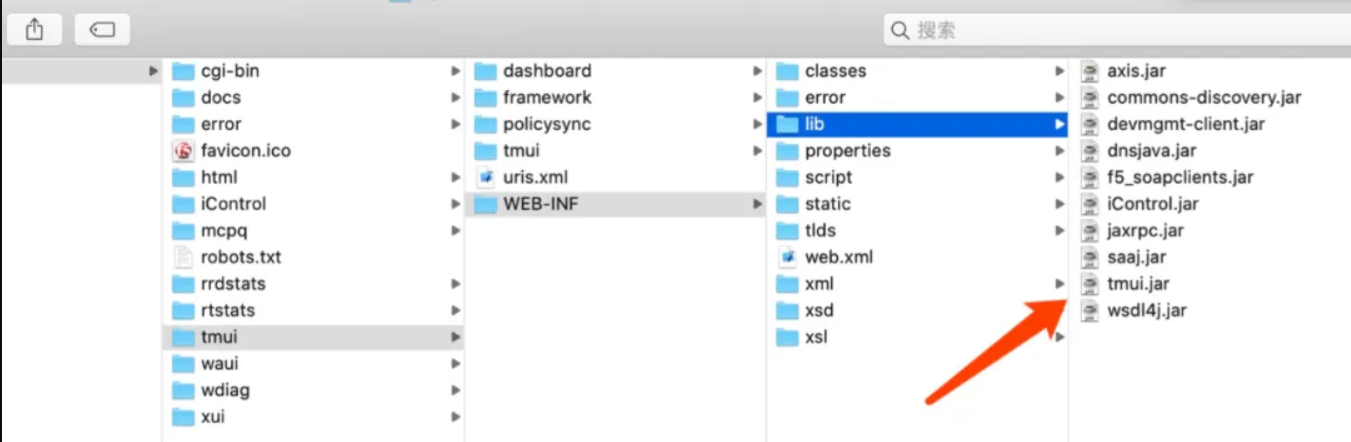 搜索
cgi-bin
docs
error
favicon.ico
html
iControl
mcpq
robots.txt
rrdstats
rtstats
tmui
waui
wdiag
xui
dashboard
framework
policysync
tmui
uris.xml
WEB-INF
classes
error
lib
properties
script
static
tlds
web.xml
xml
xsd
xsl
axis.jar
commons-discovery.jar
devmgmt-client.jar
dnsjava.jar
f5_soapclients.jar
iControl.jar
jaxrpc.jar
saaj.jar
tmui.jar
wsdl4j.jar